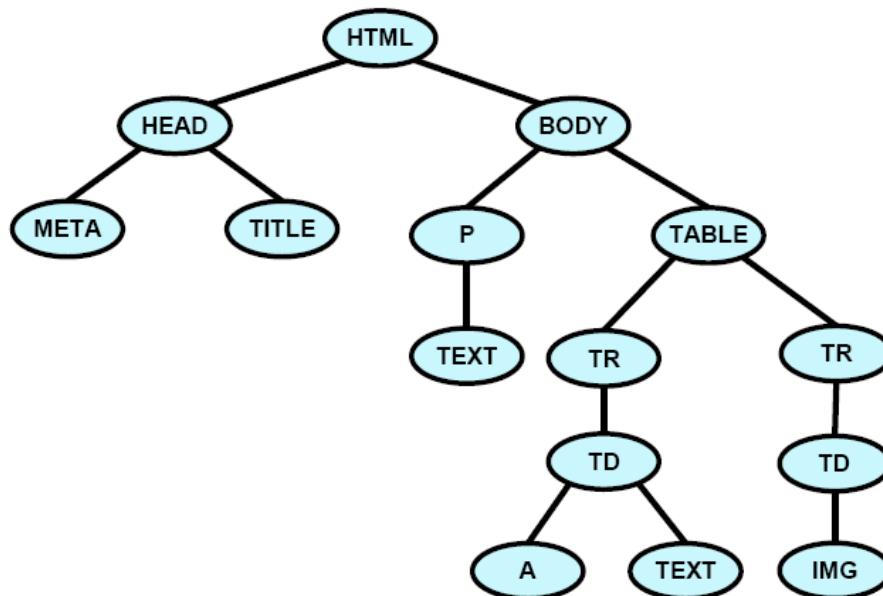 HTML
HEAD BODY
META TITLE P TABLE
TEXT TR TR
TD TD
A TEXT IMG